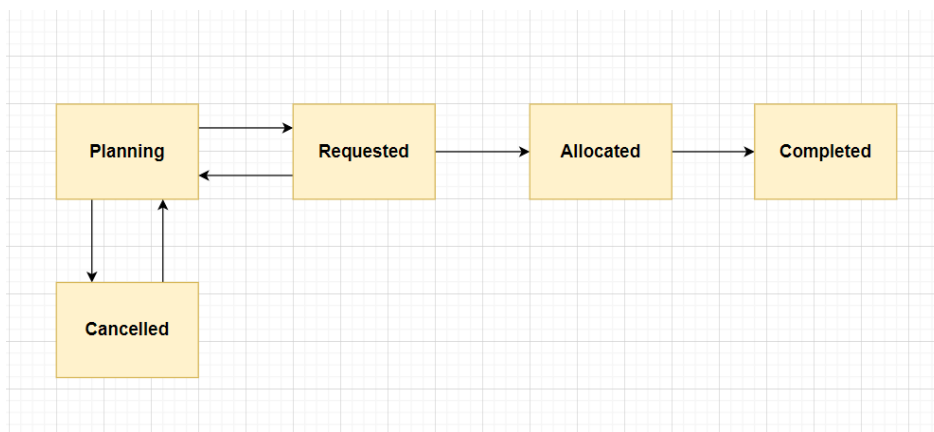 Planning
Requested
Allocated
Completed
Cancelled